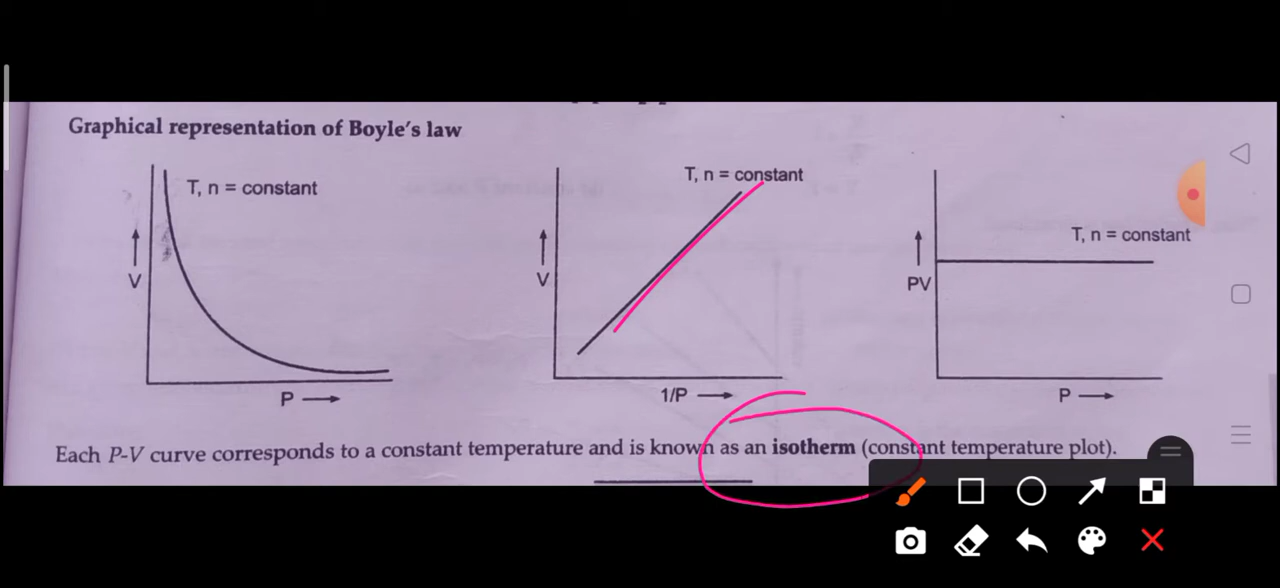 Graphical representation of Boyle's law
T, n = constant
V
P
T, n = constant
V
1/P
T, n = constant
PV
P
Each P-V curve corresponds to a constant temperature and is known as an isotherm (constant temperature plot).